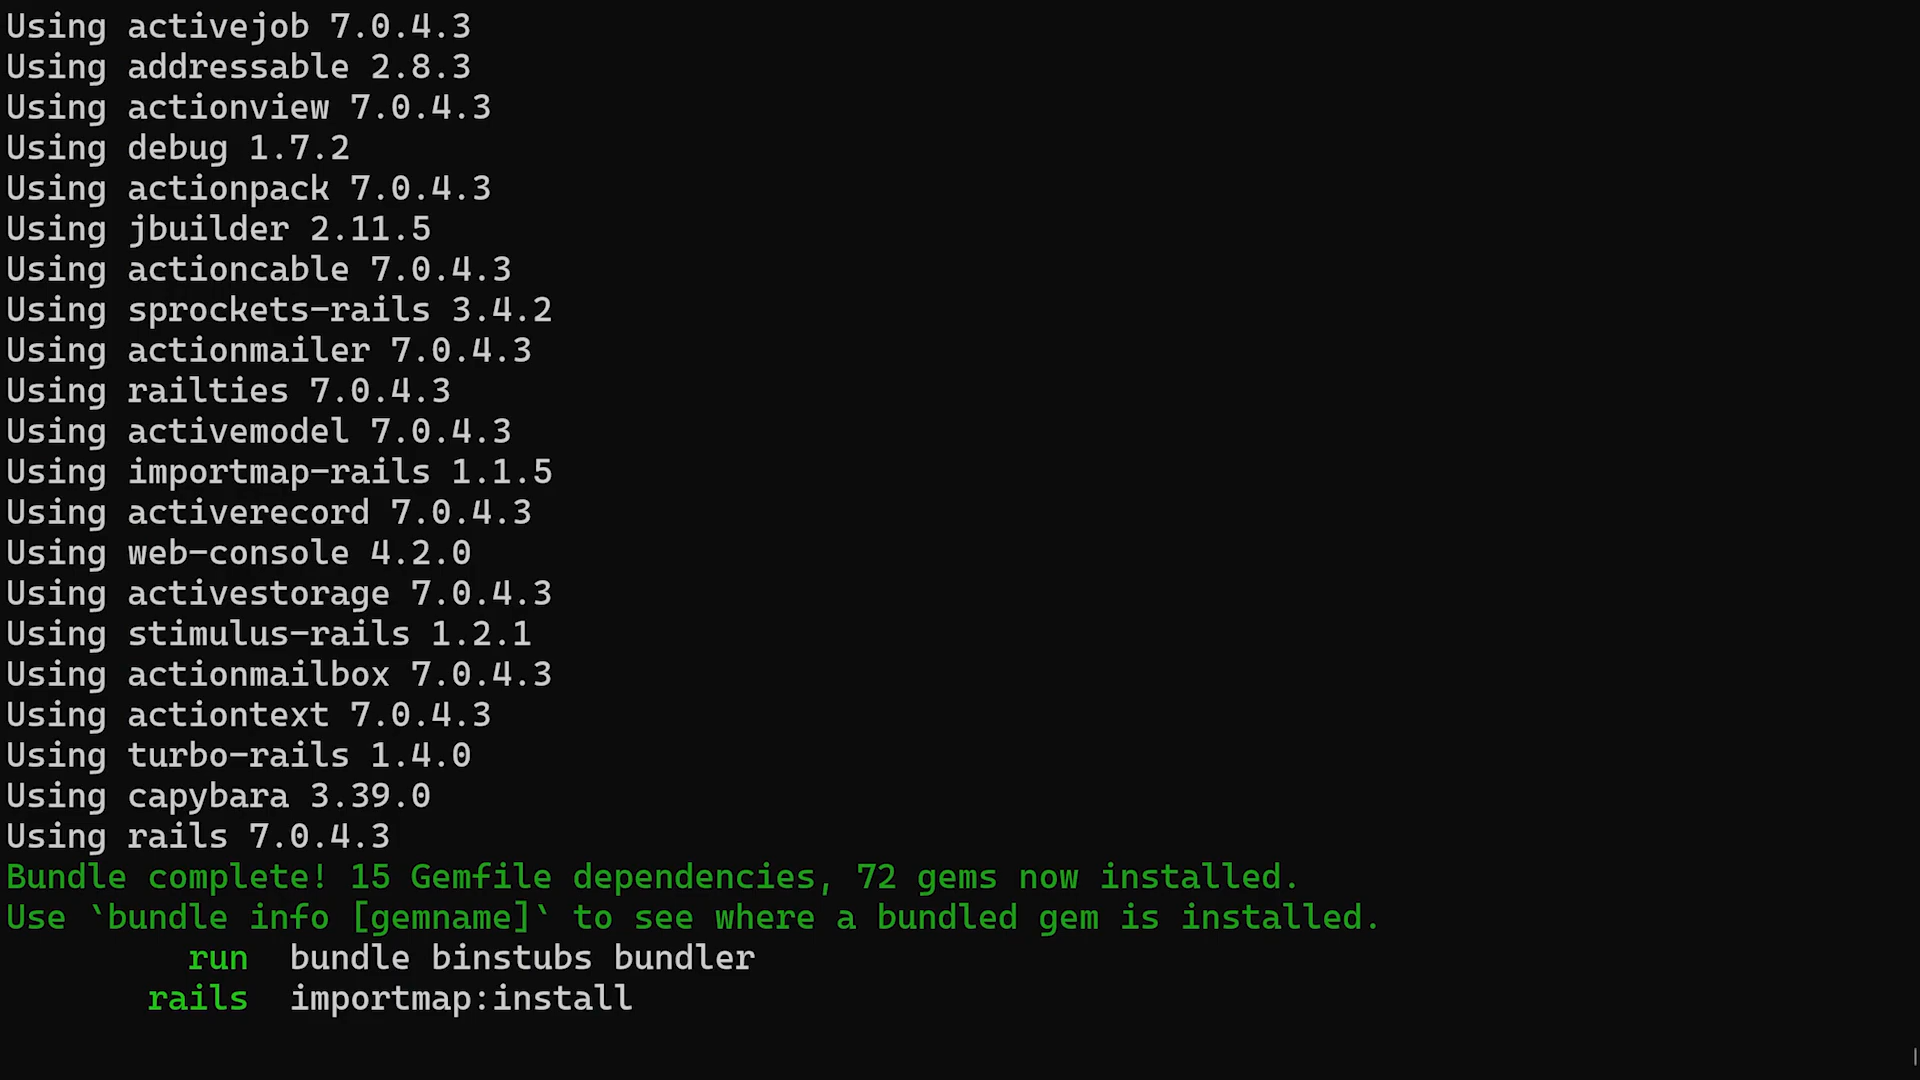 Using activejob 7.0.4.3
Using addressable 2.8.3
Using actionview 7.0.4.3
Using debug 1.7.2
Using actionpack 7.0.4.3
Using jbuilder 2.11.5
Using actioncable 7.0.4.3
Using sprockets-rails 3.4.2
Using actionmailer 7.0.4.3
Using railties 7.0.4.3
Using activemodel 7.0.4.3
Using importmap-rails 1.1.5
Using activerecord 7.0.4.3
Using web-console 4.2.0
Using activestorage 7.0.4.3
Using stimulus-rails 1.2.1
Using actionmailbox 7.0.4.3
Using actiontext 7.0.4.3
Using turbo-rails 1.4.0
Using capybara 3.39.0
Using rails 7.0.4.3
Bundle complete! 15 Gemfile dependencies, 72 gems now installed.
Use `bundle info [gemname]` to see where a bundled gem is installed.
run bundle binstubs bundler
rails importmap:install